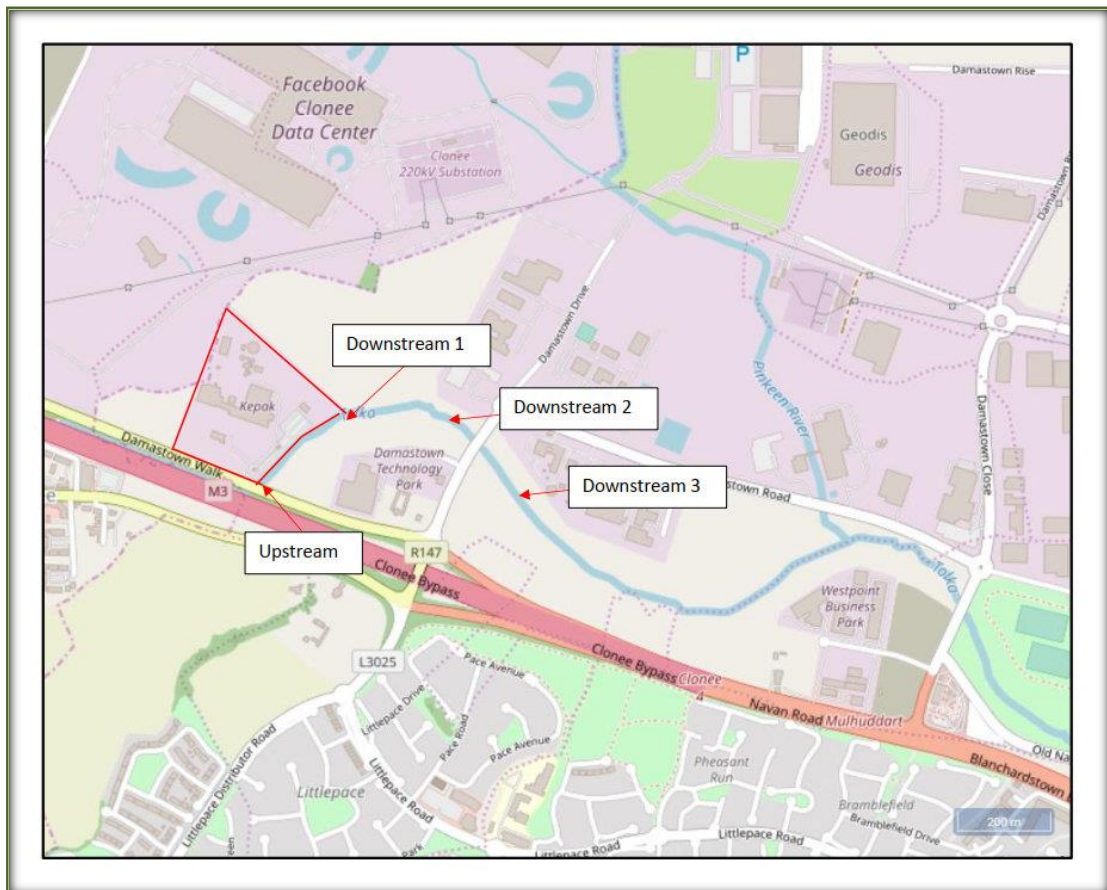 Facebook
Clonee
Data Center
P
Damastown Rise
Geodis
Geodis
Clonee
220kV Substation
Damastown Drive
Downstream 1
Tolka
Downstream 2
Kepak
Pinkeen River
Damastown Walk
Damastown
Technology
Park
M3
Downstream 3
Damastown Close
Upstream
R147
Clonee Bypass
Tolka
Westpoint
Business
Park
L3025
Clonee Bypass
Clonee
4
Pace Avenue
Littlepace Drive
Pace Road
Navan Road
Mulhuddart
Pace Avenue
Littlepace Distributor Road
Littlepace
Littlepace Road
Pheasant
Run
Blanchardstown
Bramblefield
Bramblefield Drive
200 m
Littlepace Road
Littlepace Road